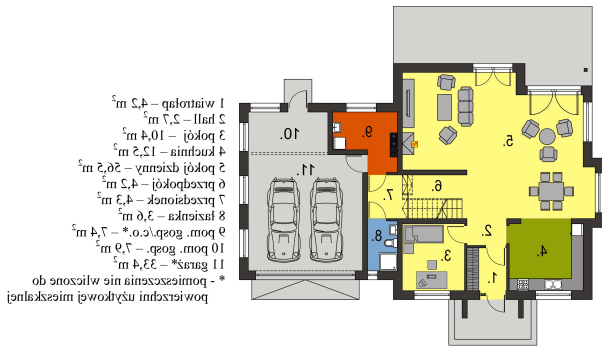 1 wiatrołap – 4,2 m²
2 hall – 2,7 m²
3 pokój – 10,4 m²
4 kuchnia – 12,5 m²
5 pokój dzienny – 56,5 m²
6 przedpokój – 4,2 m²
7 przedsionek – 4,3 m²
8 łazienka – 3,6 m²
9 pom. gosp./c.o.* – 7,4 m²
10 pom. gosp. – 7,9 m²
11 garaż* – 33,4 m²
* - pomieszczenia nie wliczone do
powierzchni użytkowej mieszkalnej
10.
9.
5.
11.
7.
6.
8.
3.
2.
4.
1.